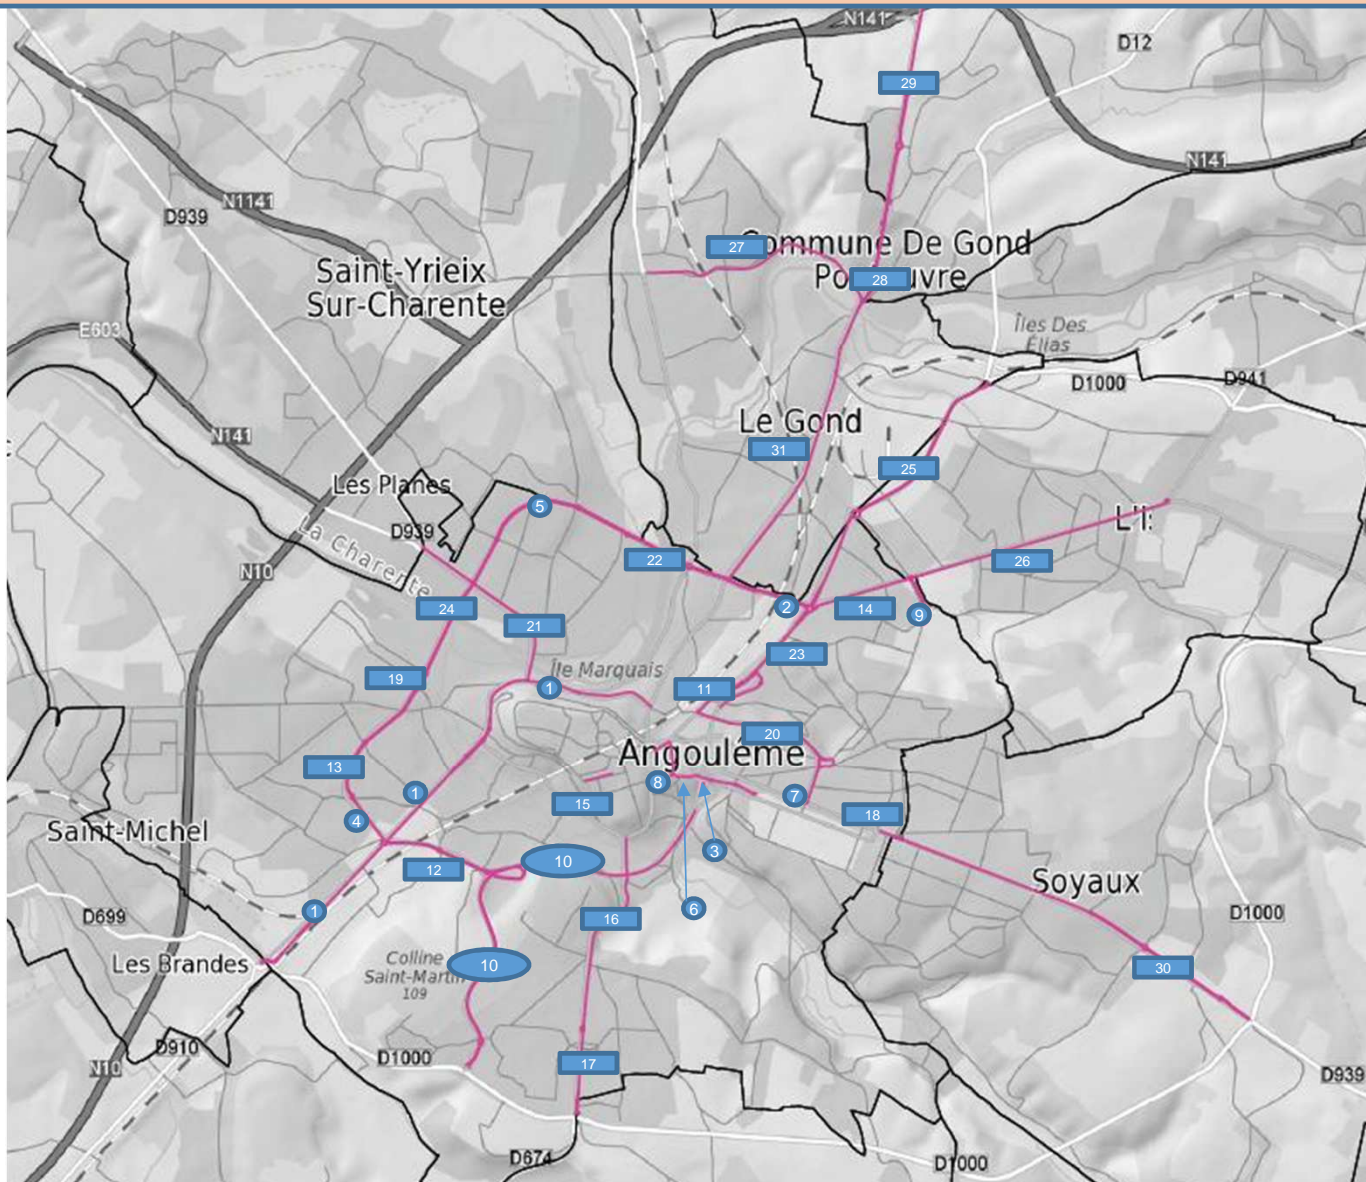 N141
D12
29
N141
N1141
D939
27
Commune De Gond
Saint-Yrieix
Sur-Charente
28
Îles Des
Élias
E603
D1000
D941
N141
Le Gond
31
25
Les Planes
5
D939
La Charente
22
26
N10
24
2
14
9
21
23
Île Marquais
19
1
11
20
Angoulême
13
8
1
15
7
18
4
Saint-Michel
3
12
10
Soyaux
1
6
16
D699
D1000
Les Brandes
Colline
Saint-Martin
109
10
30
D910
D1000
17
N10
D939
D674
D1000